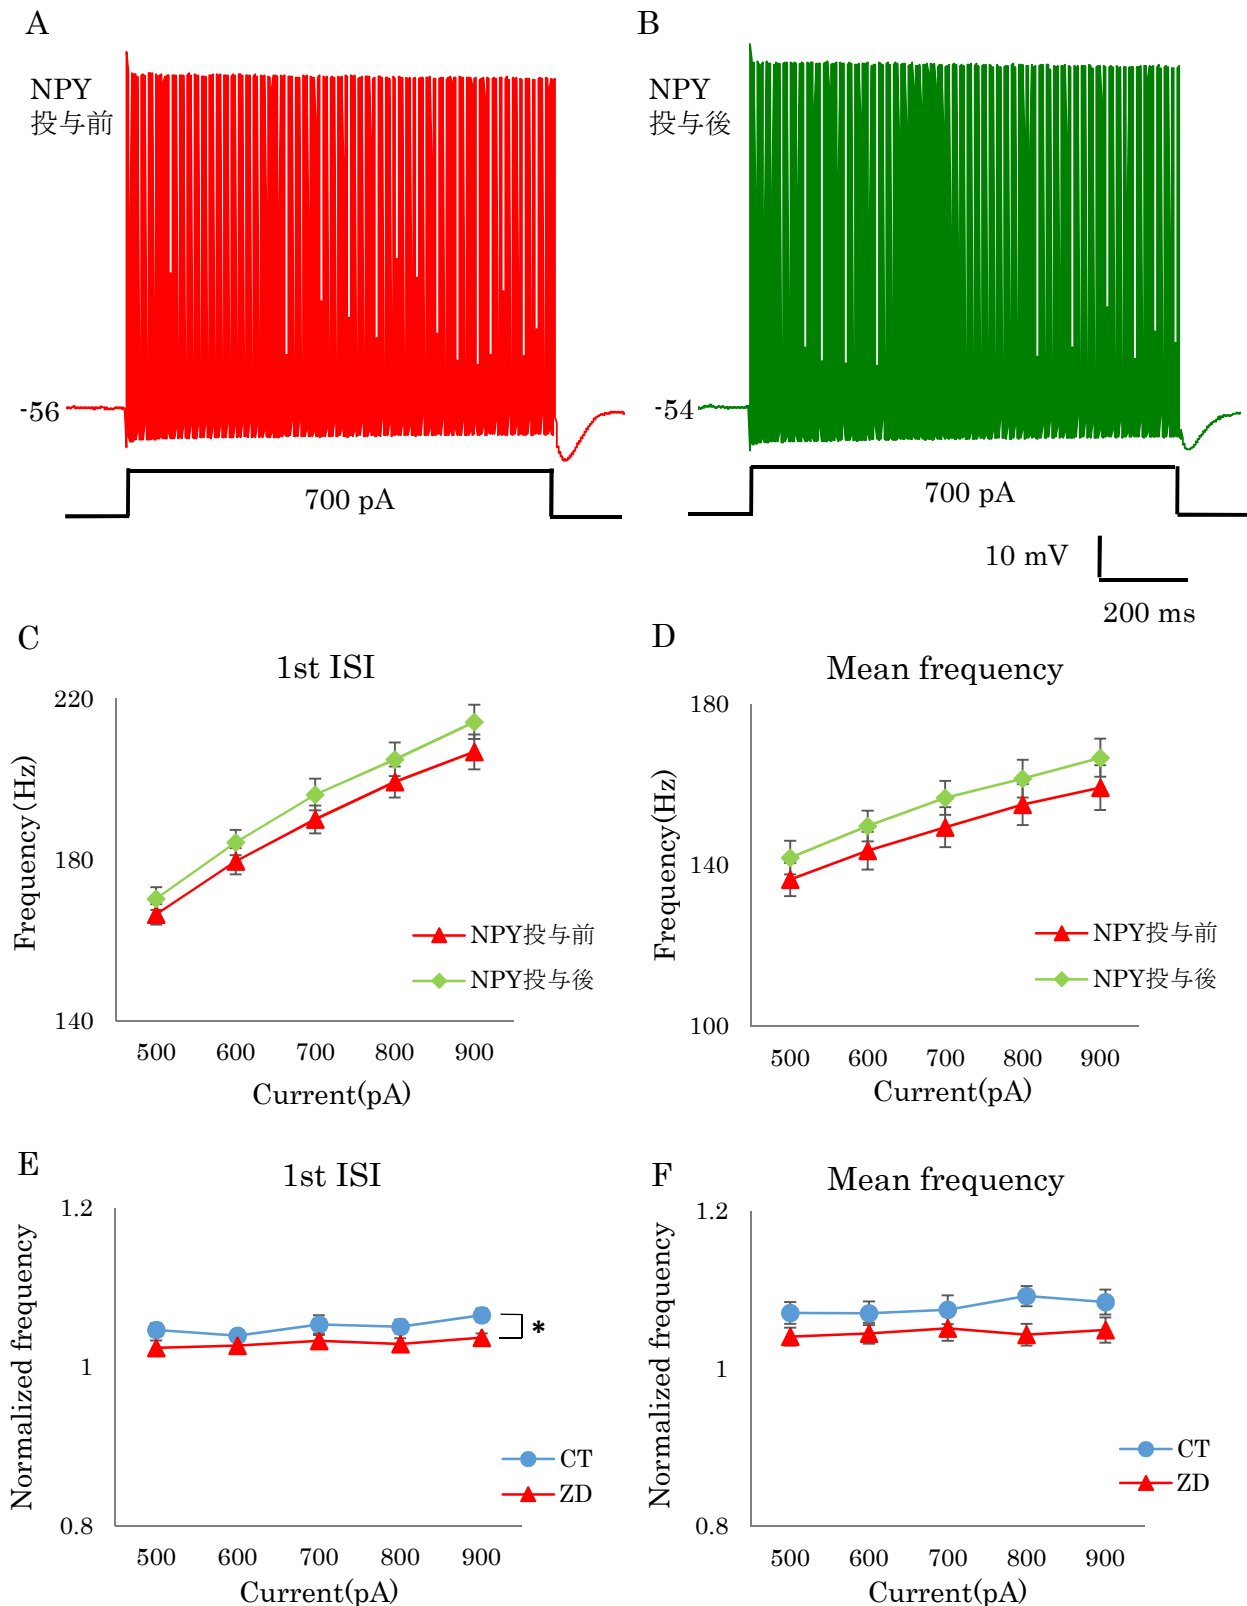 A
NPY
投与前
-56
700 pA
B
NPY
投与後
-54
700 pA
10 mV
200 ms
C
1st ISI
220
180
140
Frequency(Hz)
NPY投与前
NPY投与後
500 600 700 800 900
Current(pA)
D
Mean frequency
180
140
100
Frequency(Hz)
NPY投与前
NPY投与後
500 600 700 800 900
Current(pA)
E
1st ISI
1.2
1
0.8
Normalized frequency
*
CT
ZD
500 600 700 800 900
Current(pA)
F
Mean frequency
1.2
1
0.8
Normalized frequency
CT
ZD
500 600 700 800 900
Current(pA)